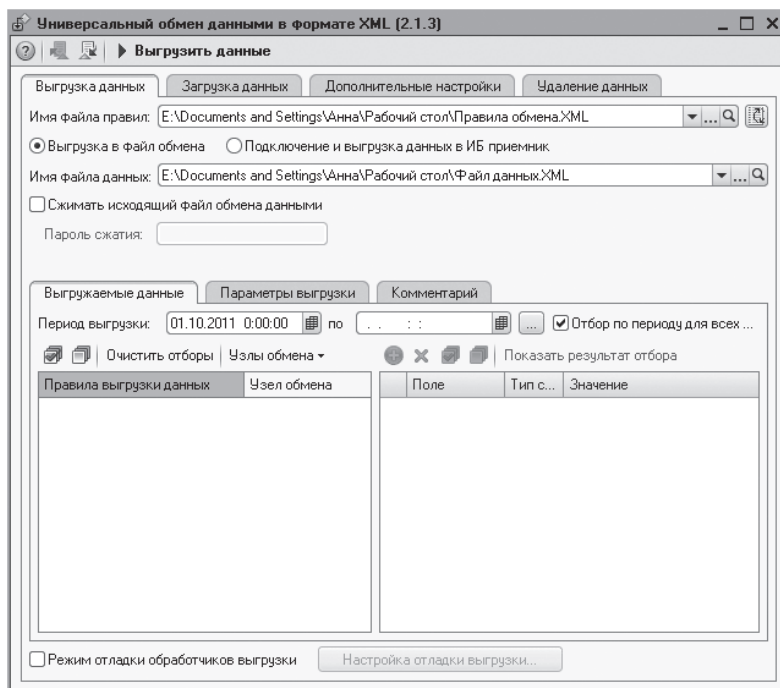 Универсальный обмен данными в формате XML (2.1.3)
Выгрузить данные
Выгрузка данных Загрузка данных Дополнительные настройки Удаление данных
Имя файла правил: E:\Documents and Settings\Анна\Рабочий стол\Правила обмена.XML ...
Выгрузка в файл обмена Подключение и выгрузка данных в ИБ приемник
Имя файла данных: E:\Documents and Settings\Анна\Рабочий стол\Файл данных.XML ...
Сжимать исходящий файл обмена данными
Пароль сжатия:
Выгружаемые данные Параметры выгрузки Комментарий
Период выгрузки: 01.10.2011 0:00:00 по . . : : ... Отбор по периоду для всех ...
Очистить отборы Узлы обмена Показать результат отбора
Правила выгрузки данных Узел обмена Поле Тип с... Значение
Режим отладки обработчиков выгрузки Настройка отладки выгрузки...